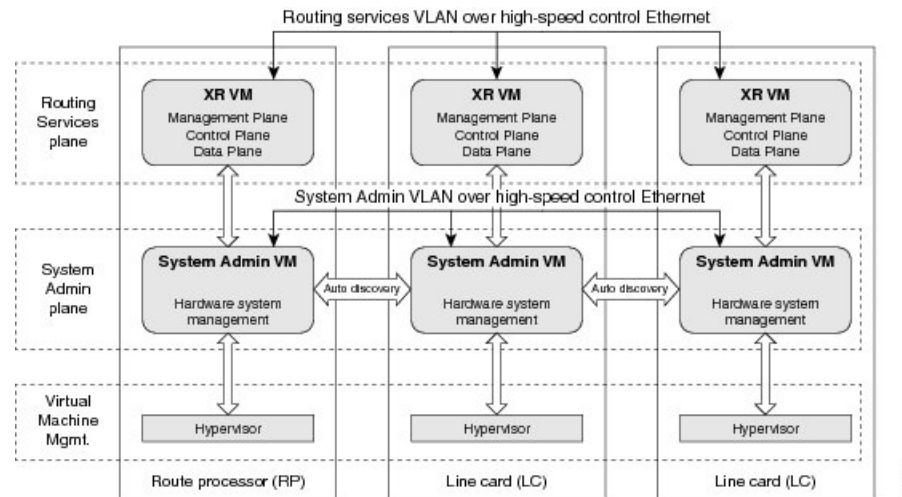 Routing services VLAN over high-speed control Ethernet
Routing
Services
plane
XR VM
Management Plane
Control Plane
Data Plane
XR VM
Management Plane
Control Plane
Data Plane
XR VM
Management Plane
Control Plane
Data Plane
System Admin VLAN over high-speed control Ethernet
System
Admin
plane
System Admin VM
Hardware system
management
Auto discovery
System Admin VM
Hardware system
management
Auto discovery
System Admin VM
Hardware system
management
Virtual
Machine
Mgmt.
Hypervisor
Hypervisor
Hypervisor
Route processor (RP)
Line card (LC)
Line card (LC)